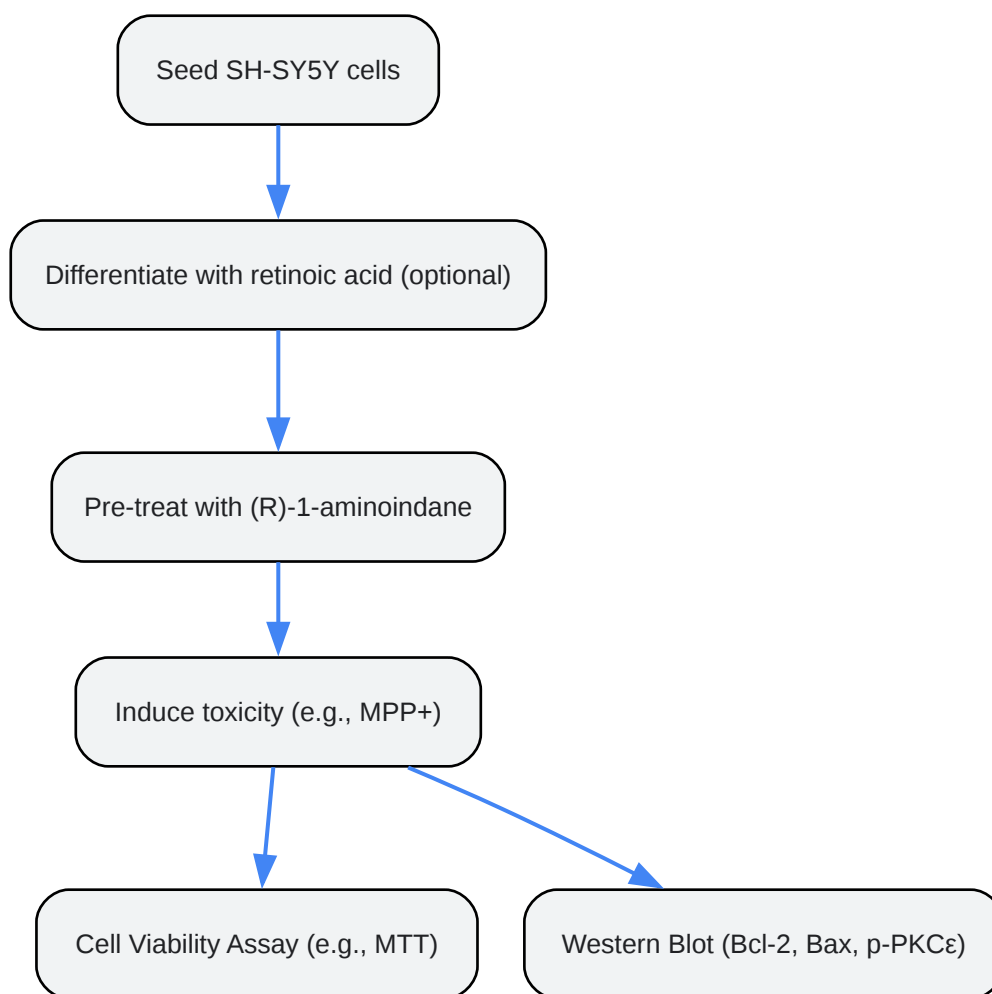 Seed SH-SY5Y cells
Differentiate with retinoic acid (optional)
Pre-treat with (R)-1-aminoindane
Induce toxicity (e.g., MPP+)
Cell Viability Assay (e.g., MTT)
Western Blot (Bcl-2, Bax, p-PKCε)